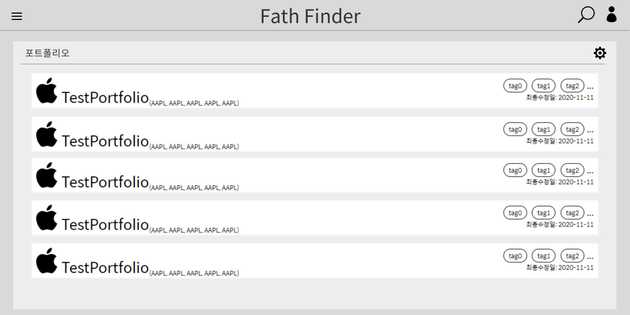 Fath Finder
포트폴리오
TestPortfolio(AAPL, AAPL, AAPL, AAPL, AAPL)
tag0 tag1 tag2 ...
최종수정일: 2020-11-11
TestPortfolio(AAPL, AAPL, AAPL, AAPL, AAPL)
tag0 tag1 tag2 ...
최종수정일: 2020-11-11
TestPortfolio(AAPL, AAPL, AAPL, AAPL, AAPL)
tag0 tag1 tag2 ...
최종수정일: 2020-11-11
TestPortfolio(AAPL, AAPL, AAPL, AAPL, AAPL)
tag0 tag1 tag2 ...
최종수정일: 2020-11-11
TestPortfolio(AAPL, AAPL, AAPL, AAPL, AAPL)
tag0 tag1 tag2 ...
최종수정일: 2020-11-11